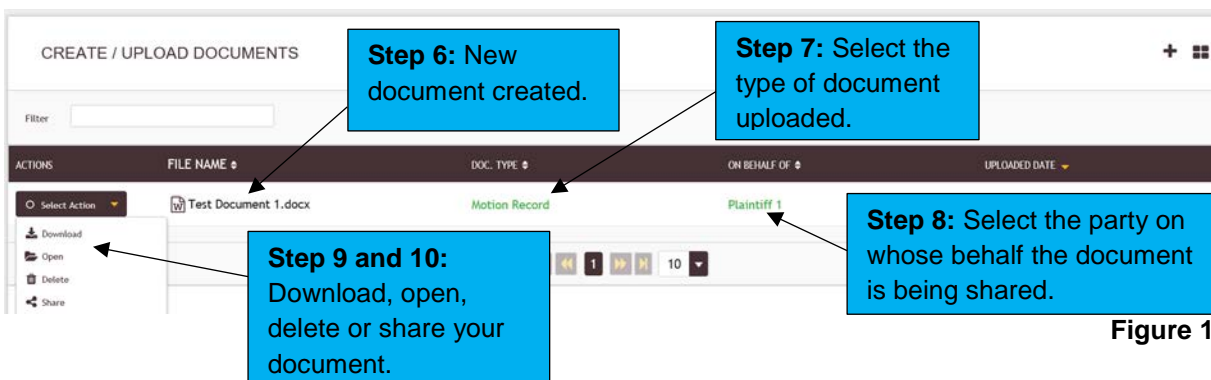 CREATE / UPLOAD DOCUMENTS
Step 6: New
document created.
Step 7: Select the
type of document
uploaded.
Filter
ACTIONS FILE NAME DOC. TYPE ON BEHALF OF UPLOADED DATE
Select Action Test Document 1.docx Motion Record Plaintiff 1
Download
Open
Delete
Share
Step 9 and 10:
Download, open,
delete or share your
document.
1 10
Step 8: Select the party on
whose behalf the document
is being shared.
Figure 1